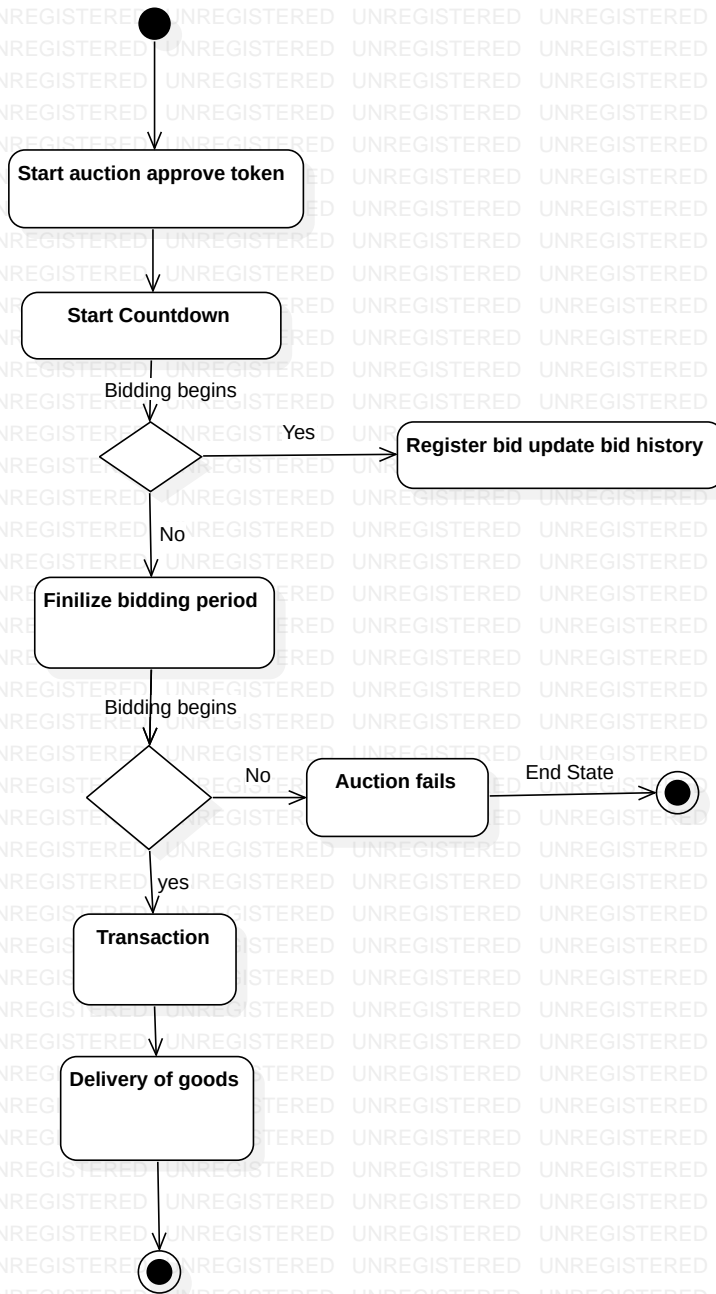 Start auction approve token
Start Countdown
Bidding begins
Yes
Register bid update bid history
No
Finilize bidding period
Bidding begins
No
Auction fails
End State
yes
Transaction
Delivery of goods
UNREGISTERED